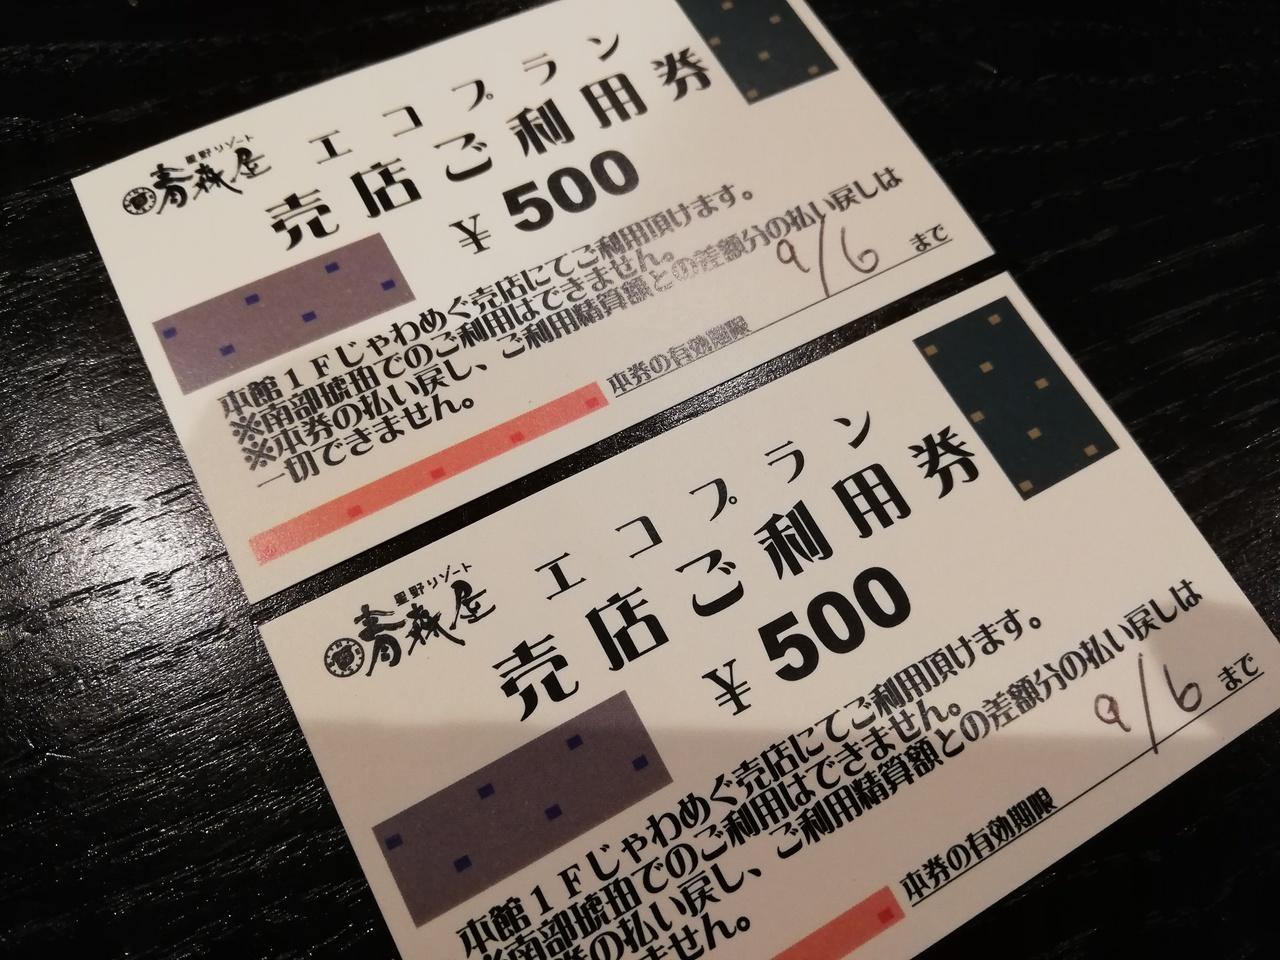 星野リゾート
青森屋
エコプラン
売店ご利用券
￥500
本館1Fじゃわめぐ売店にてご利用頂けます。
※南部琥珀でのご利用はできません。
※本券の払い戻し、ご利用精算額との差額分の払い戻しは
一切できません。
本券の有効期限 9/6 まで
星野リゾート
青森屋
エコプラン
売店ご利用券
￥500
本館1Fじゃわめぐ売店にてご利用頂けます。
※南部琥珀でのご利用はできません。
券の払い戻し、ご利用精算額との差額分の払い戻しは
ません。
本券の有効期限 9/6 まで